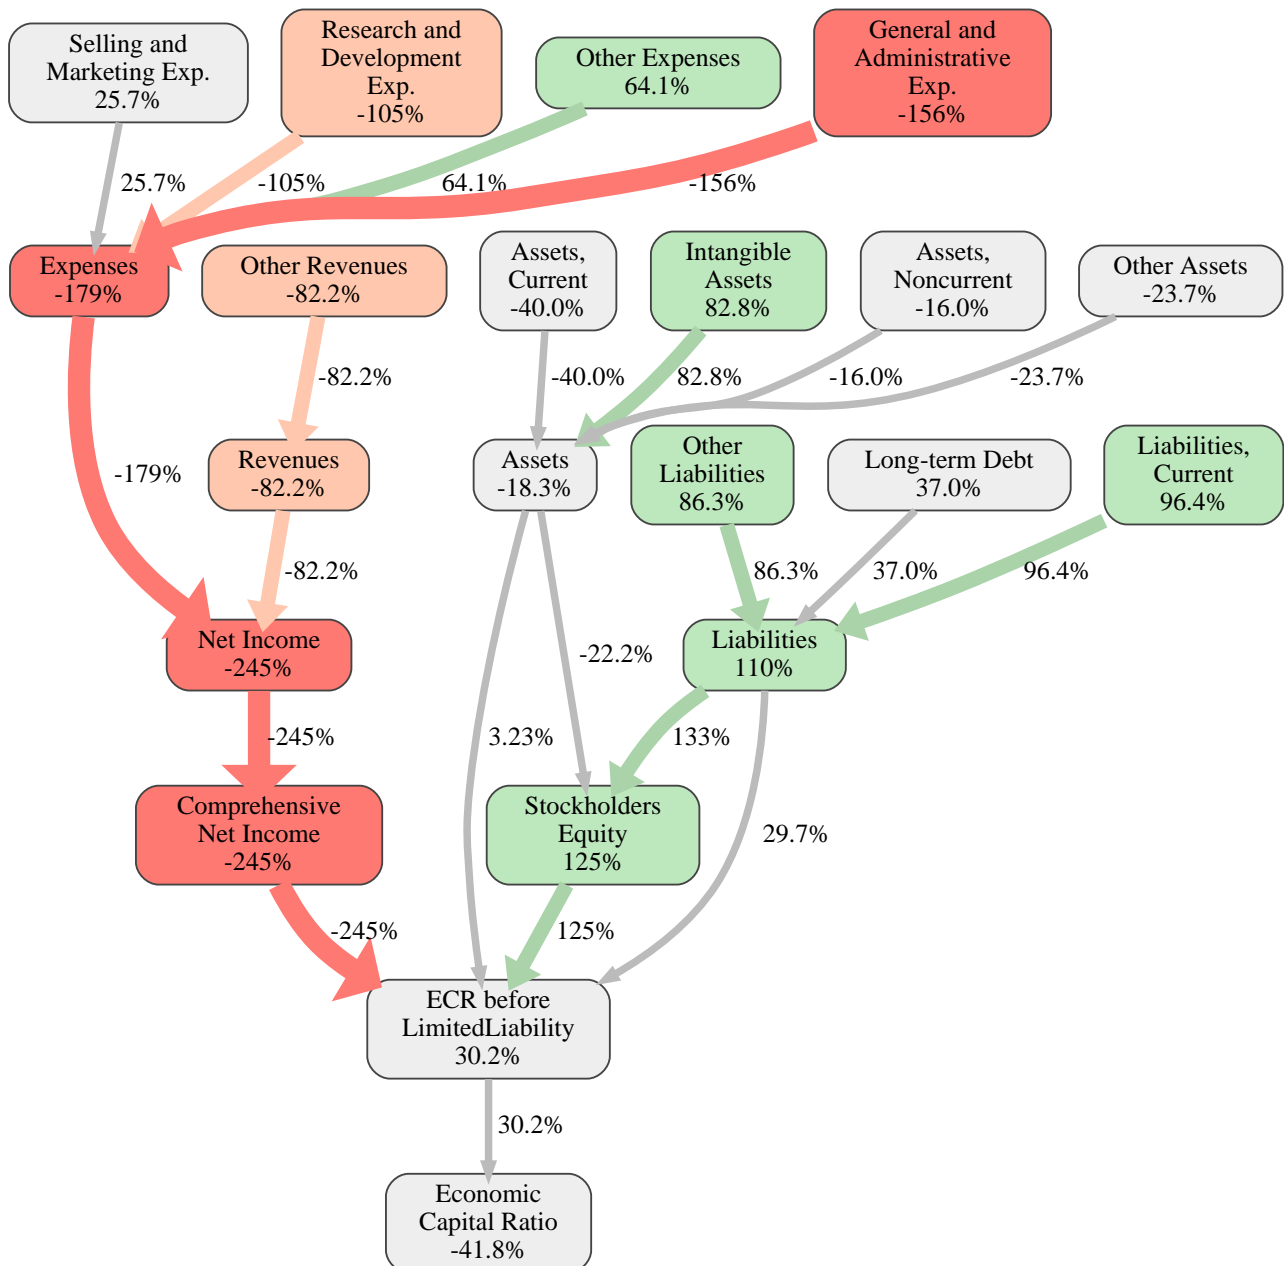 Selling and
Marketing Exp.
25.7%
Research and
Development
Exp.
-105%
Other Expenses
64.1%
General and
Administrative
Exp.
-156%
25.7%
-105%
64.1%
-156%
Expenses
-179%
Other Revenues
-82.2%
Assets,
Current
-40.0%
Intangible
Assets
82.8%
Assets,
Noncurrent
-16.0%
Other Assets
-23.7%
-82.2%
-40.0%
82.8%
-16.0%
-23.7%
-179%
Revenues
-82.2%
Assets
-18.3%
Other
Liabilities
86.3%
Long-term Debt
37.0%
Liabilities,
Current
96.4%
-82.2%
86.3%
37.0%
96.4%
Net Income
-245%
-22.2%
Liabilities
110%
-245%
3.23%
133%
Comprehensive
Net Income
-245%
Stockholders
Equity
125%
29.7%
-245%
125%
ECR before
LimitedLiability
30.2%
30.2%
Economic
Capital Ratio
-41.8%